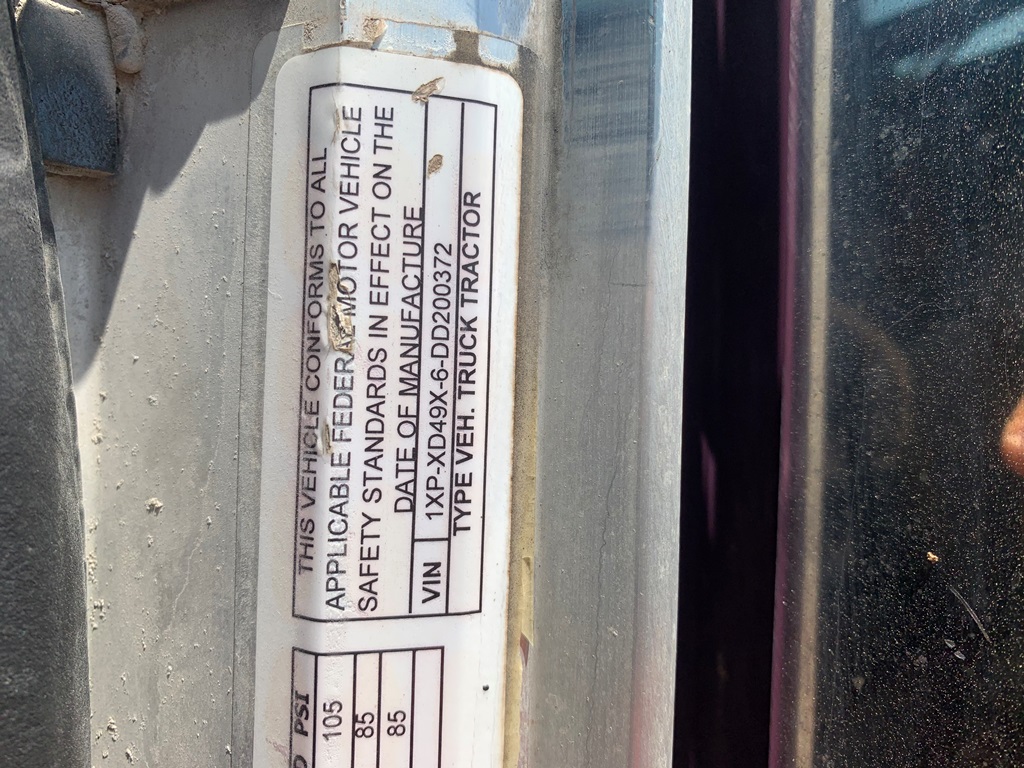 THIS VEHICLE CONFORMS TO ALL
APPLICABLE FEDERAL MOTOR VEHICLE
SAFETY STANDARDS IN EFFECT ON THE
DATE OF MANUFACTURE
VIN 1XP-XD49X-6-DD200372
TYPE VEH. TRUCK TRACTOR
PSI
105
85
85